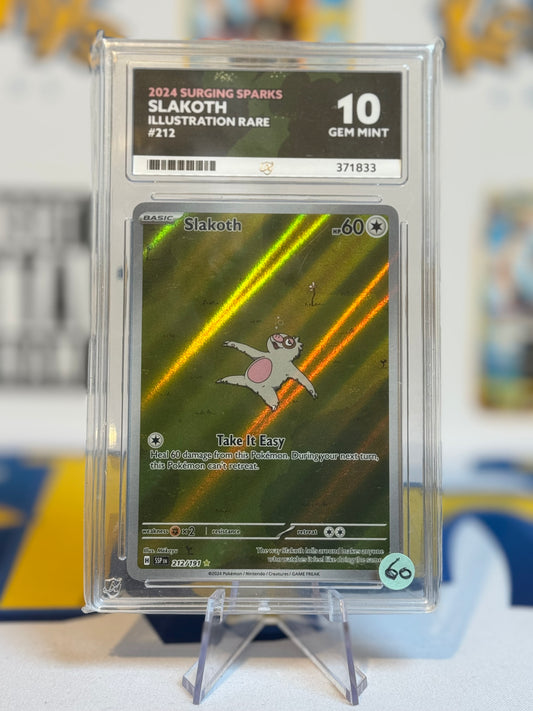 2024 SURGING SPARKS
SLAKOTH
ILLUSTRATION RARE
#212
10
GEM MINT
371833
BASIC
Slakoth
HP60
Take It Easy
Heal 60 damage from this Pokémon. During your next turn,
this Pokémon can't retreat.
weakness x2 resistance retreat
Illus. Mékayu
H 212/191
The way Slakoth lolls around makes anyone
who watches it feel like doing the same.
©2024 Pokémon / Nintendo / Creatures / GAME FREAK
60